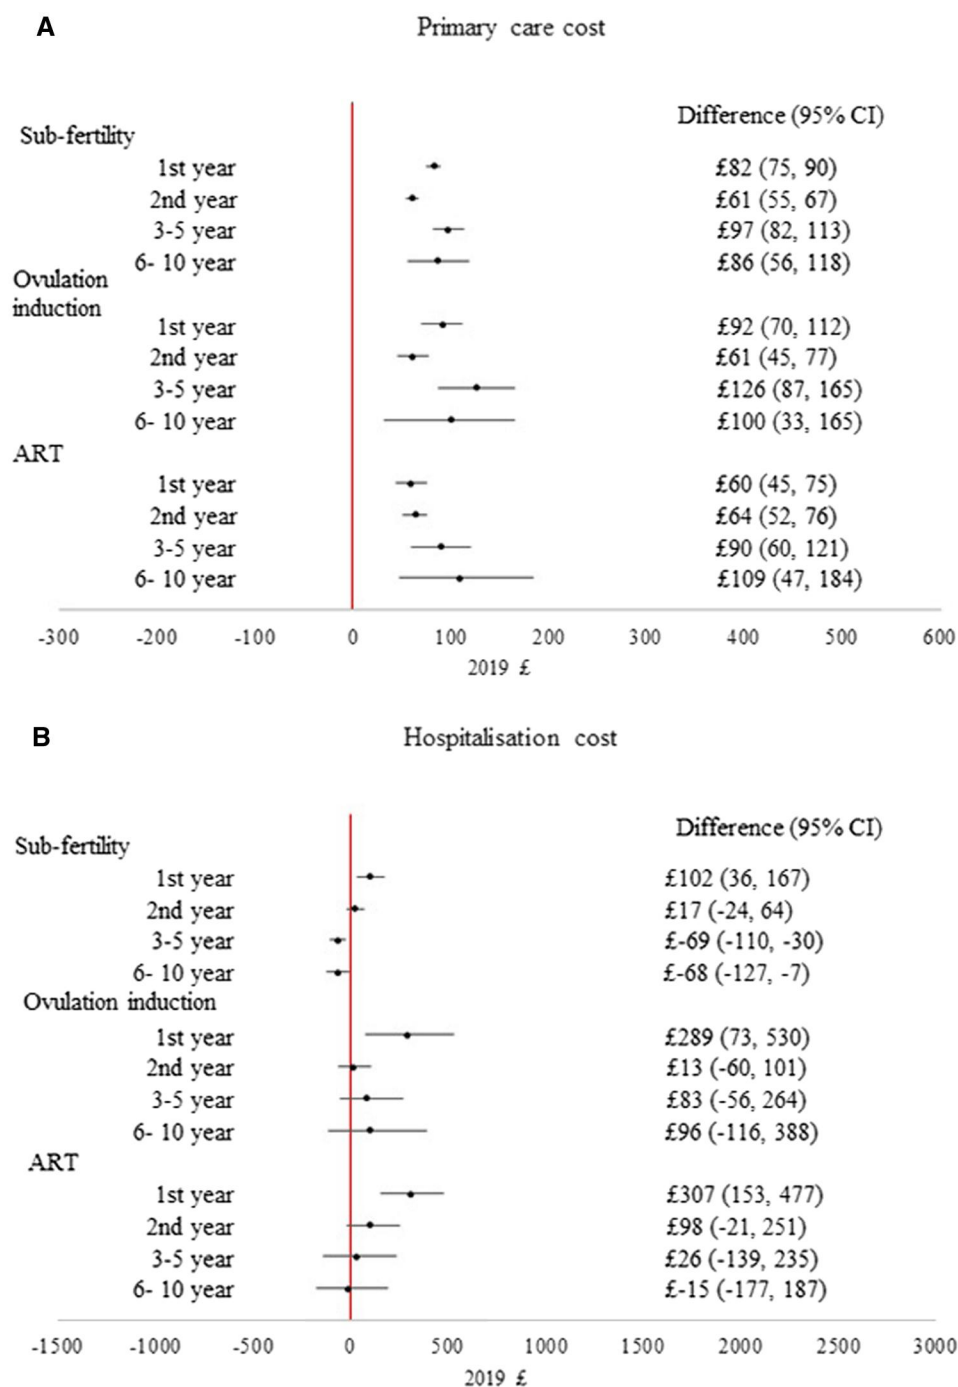 A
Primary care cost
Difference (95% CI)
Sub-fertility
1st year £82 (75, 90)
2nd year £61 (55, 67)
3-5 year £97 (82, 113)
6- 10 year £86 (56, 118)
Ovulation
induction
1st year £92 (70, 112)
2nd year £61 (45, 77)
3-5 year £126 (87, 165)
6- 10 year £100 (33, 165)
ART
1st year £60 (45, 75)
2nd year £64 (52, 76)
3-5 year £90 (60, 121)
6- 10 year £109 (47, 184)
-300 -200 -100 0 100 200 300 400 500 600
2019 £
B
Hospitalisation cost
Difference (95% CI)
Sub-fertility
1st year £102 (36, 167)
2nd year £17 (-24, 64)
3-5 year £-69 (-110, -30)
6- 10 year £-68 (-127, -7)
Ovulation induction
1st year £289 (73, 530)
2nd year £13 (-60, 101)
3-5 year £83 (-56, 264)
6- 10 year £96 (-116, 388)
ART
1st year £307 (153, 477)
2nd year £98 (-21, 251)
3-5 year £26 (-139, 235)
6- 10 year £-15 (-177, 187)
-1500 -1000 -500 0 500 1000 1500 2000 2500 3000
2019 £